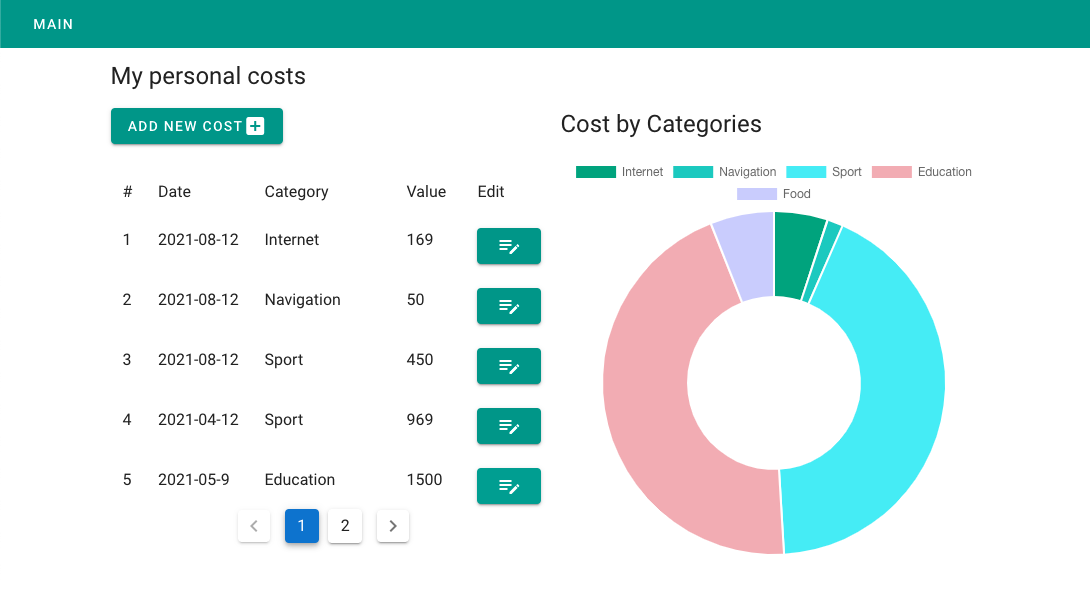 MAIN
My personal costs
ADD NEW COST
Cost by Categories
Internet Navigation Sport Education
Food
# Date Category Value Edit
1 2021-08-12 Internet 169
2 2021-08-12 Navigation 50
3 2021-08-12 Sport 450
4 2021-04-12 Sport 969
5 2021-05-9 Education 1500
1 2